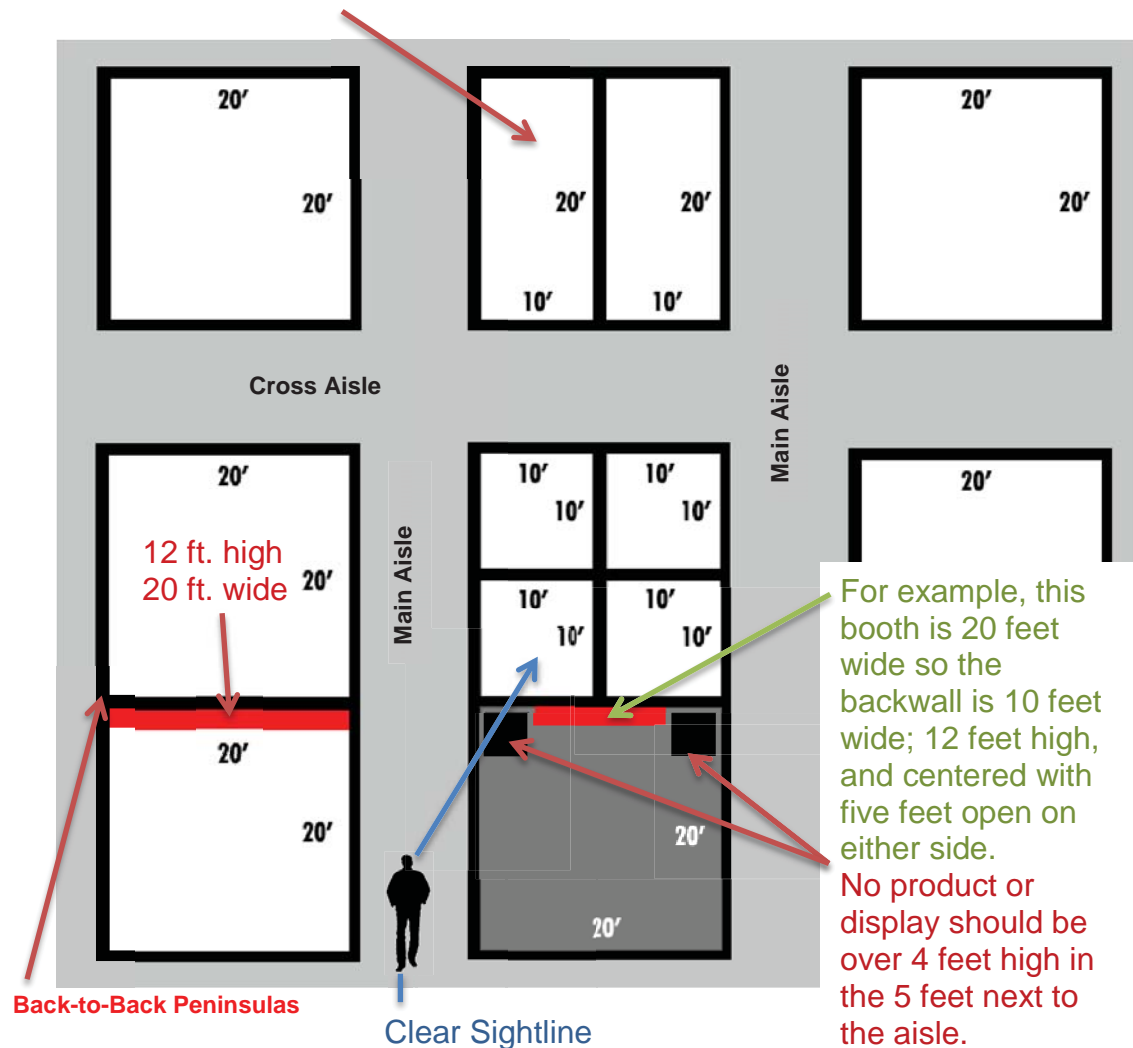 20′ 20′ 20′
20′ 20′ 20′ 20′
10′ 10′
Cross Aisle
Main Aisle
20′ 10′ 10′ 20′
10′ 10′
Main Aisle
12 ft. high
20 ft. wide
20′
10′ 10′
10′ 10′
20′
20′
20′
20′
For example, this
booth is 20 feet
wide so the
backwall is 10 feet
wide; 12 feet high,
and centered with
five feet open on
either side.
No product or
display should be
over 4 feet high in
the 5 feet next to
the aisle.
Back-to-Back Peninsulas
Clear Sightline